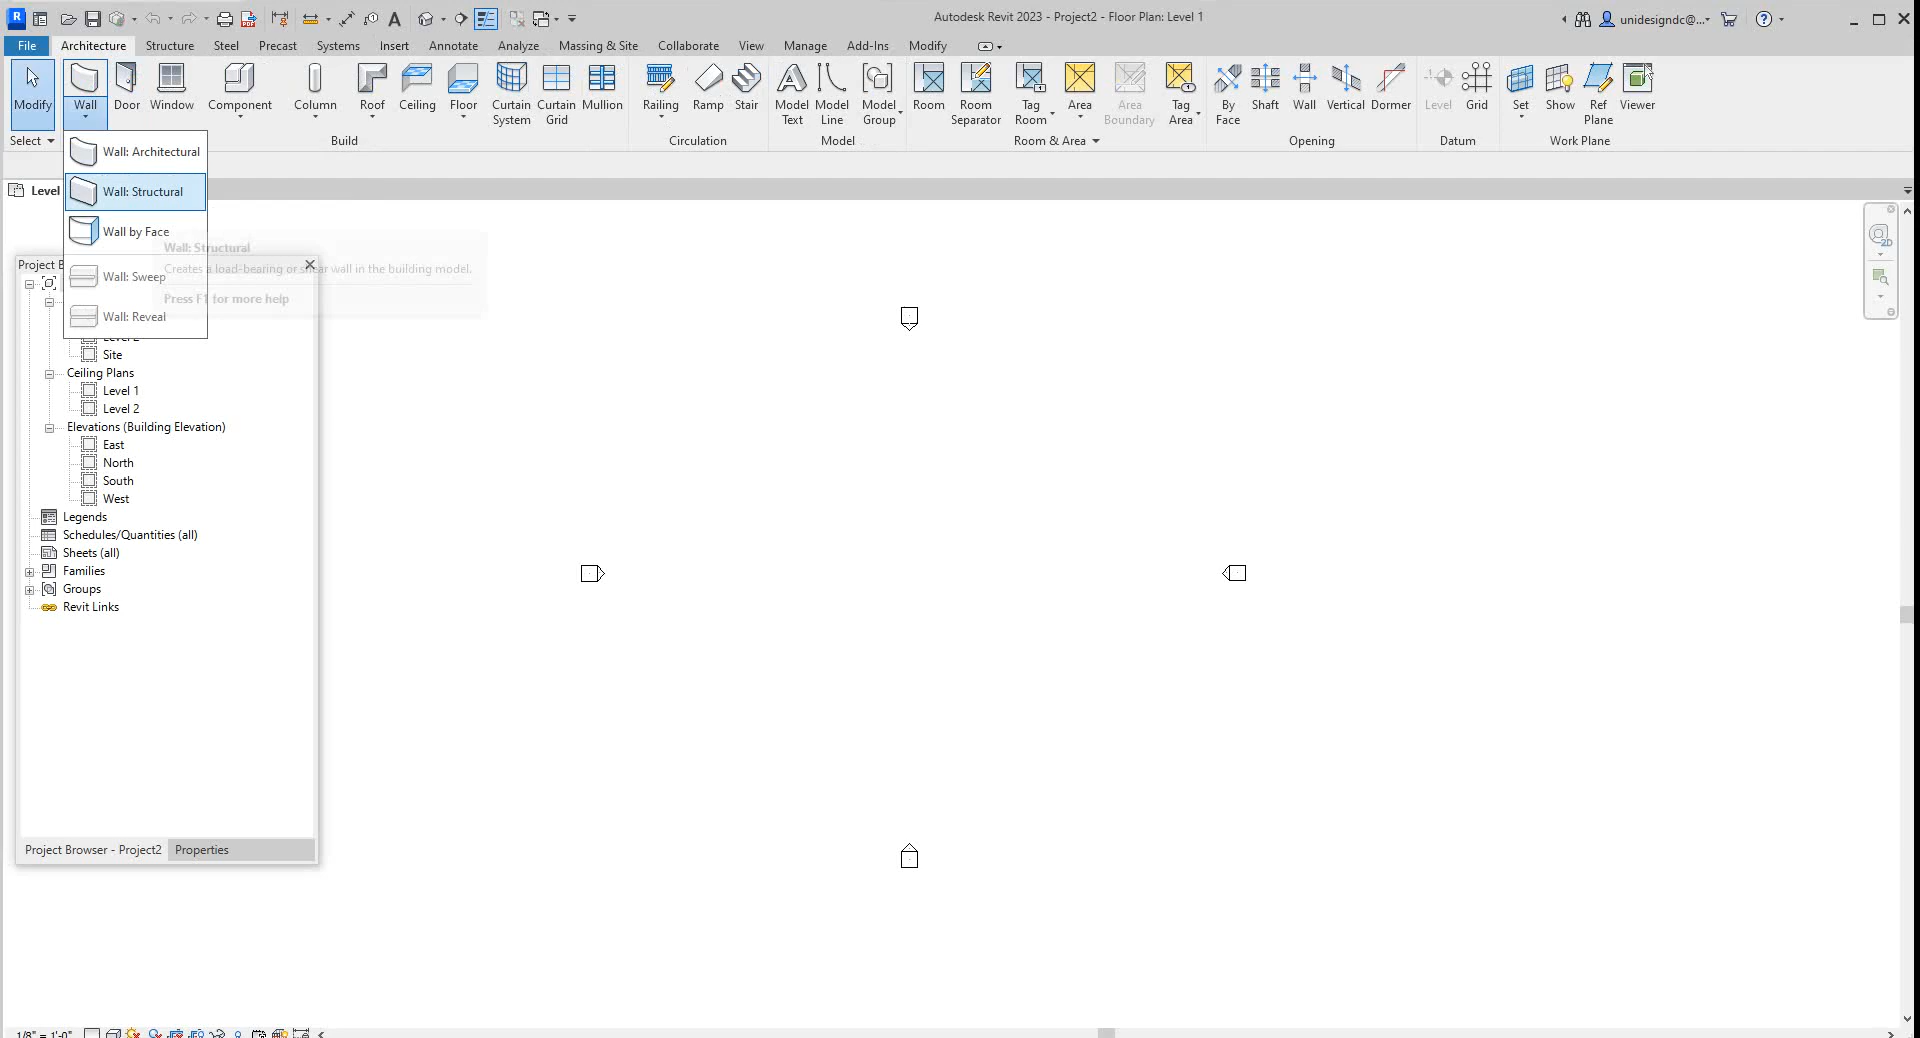 Autodesk Revit 2023 - Project2 - Floor Plan: Level 1
unidesigndc@...
File Architecture Structure Steel Precast Systems Insert Annotate Analyze Massing & Site Collaborate View Manage Add-Ins Modify
Modify Wall Door Window Component Column Roof Ceiling Floor Curtain System Curtain Grid Mullion Railing Ramp Stair Model Text Model Line Model Group Room Room Separator Tag Room Area Area Boundary Tag Area By Face Shaft Wall Vertical Dormer Level Grid Set Show Ref Plane Viewer
Select Build Circulation Model Room & Area Opening Datum Work Plane
Wall: Architectural
Level
Wall: Structural
Wall by Face
Wall: Structural
Creates a load-bearing or shear wall in the building model.
Press F1 for more help
Project B
Wall: Sweep
Wall: Reveal
Level 2
Site
Ceiling Plans
Level 1
Level 2
Elevations (Building Elevation)
East
North
South
West
Legends
Schedules/Quantities (all)
Sheets (all)
Families
Groups
Revit Links
Project Browser - Project2 Properties
2D
1/8" = 1'-0"